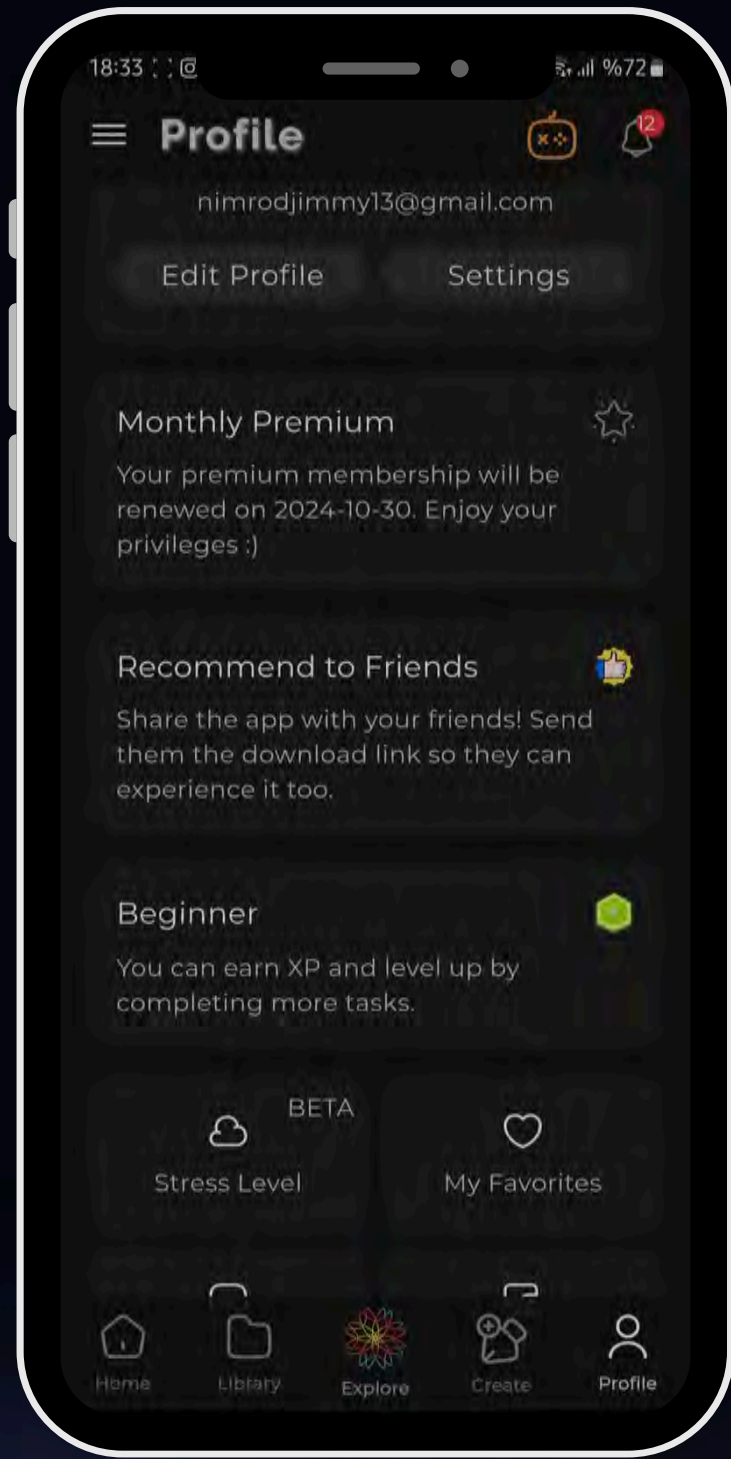 18:33
%72
Profile
12
nimrodjimmy13@gmail.com
Edit Profile
Settings
Monthly Premium
Your premium membership will be
renewed on 2024-10-30. Enjoy your
privileges :)
Recommend to Friends
Share the app with your friends! Send
them the download link so they can
experience it too.
Beginner
You can earn XP and level up by
completing more tasks.
BETA
Stress Level
My Favorites
Home
Library
Explore
Create
Profile